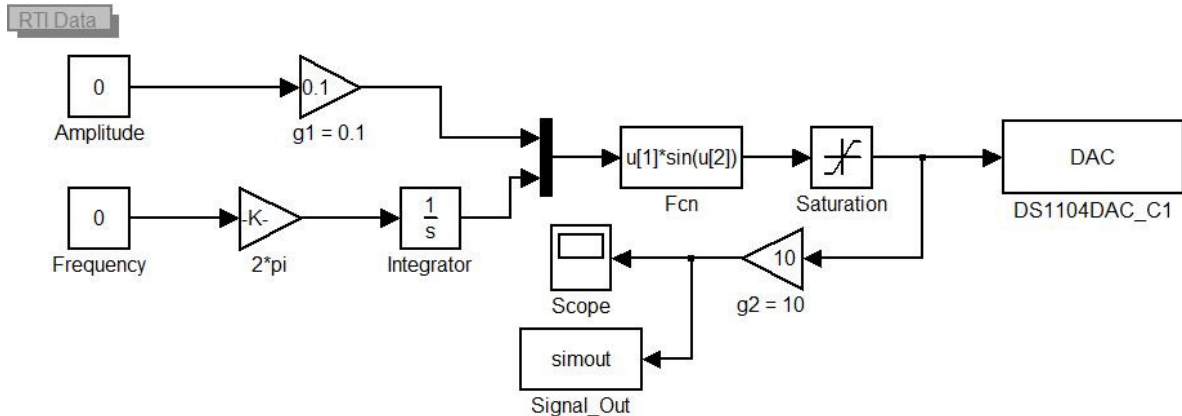 RTI Data
0
Amplitude
0.1
g1 = 0.1
0
Frequency
-K-
2*pi
1
s
Integrator
u[1]*sin(u[2])
Fcn
Saturation
DAC
DS1104DAC_C1
Scope
10
g2 = 10
simout
Signal_Out